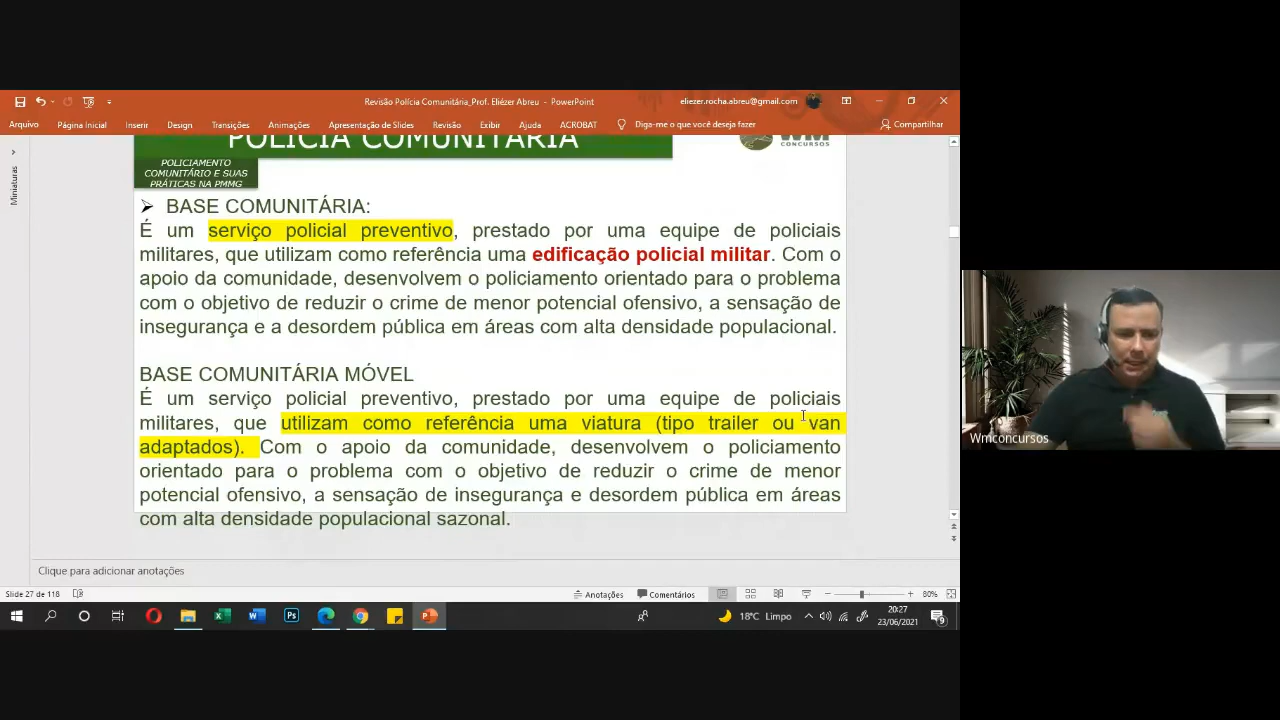 Revisão Polícia Comunitária_Prof. Eliézer Abreu - PowerPoint
eliezer.rocha.abreu@gmail.com
Arquivo Página Inicial Inserir Design Transições Animações Apresentação de Slides Revisão Exibir Ajuda ACROBAT Diga-me o que você deseja fazer Compartilhar
Miniaturas
POLÍCIA COMUNITÁRIA
WM
CONCURSOS
POLICIAMENTO
COMUNITÁRIO E SUAS
PRÁTICAS NA PMMG
➢ BASE COMUNITÁRIA:
É um serviço policial preventivo, prestado por uma equipe de policiais
militares, que utilizam como referência uma edificação policial militar. Com o
apoio da comunidade, desenvolvem o policiamento orientado para o problema
com o objetivo de reduzir o crime de menor potencial ofensivo, a sensação de
insegurança e a desordem pública em áreas com alta densidade populacional.
BASE COMUNITÁRIA MÓVEL
É um serviço policial preventivo, prestado por uma equipe de policiais
militares, que utilizam como referência uma viatura (tipo trailer ou van
adaptados). Com o apoio da comunidade, desenvolvem o policiamento
orientado para o problema com o objetivo de reduzir o crime de menor
potencial ofensivo, a sensação de insegurança e desordem pública em áreas
com alta densidade populacional sazonal.
Clique para adicionar anotações
Slide 27 de 118 Anotações Comentários 80%
18°C Limpo
20:27
23/06/2021
9
Wmconcursos